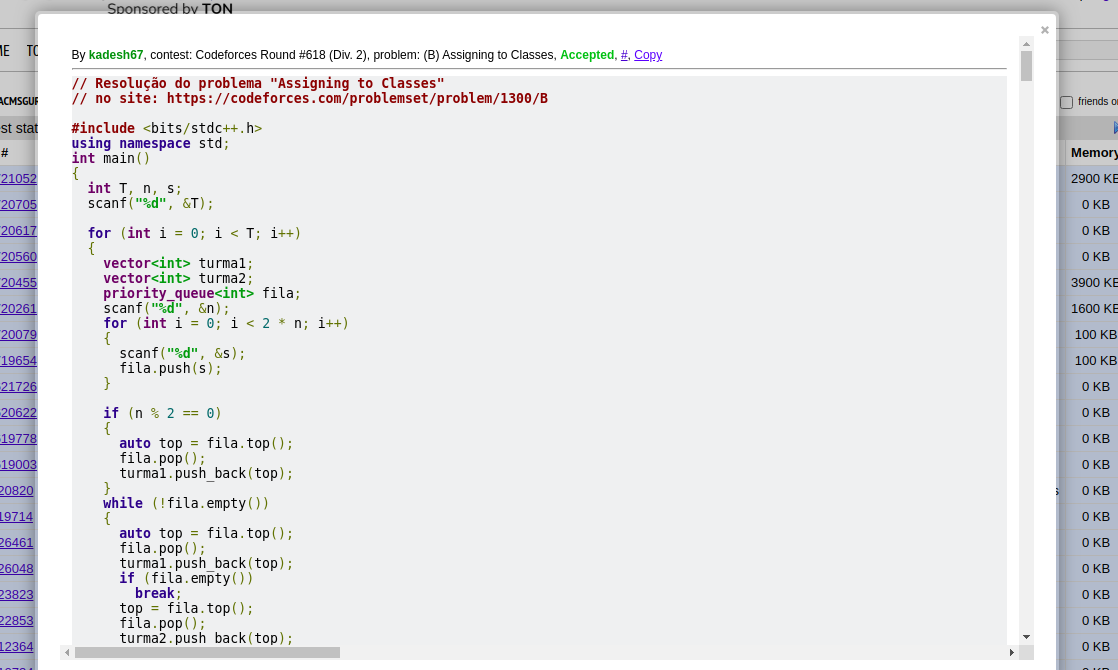 Sponsored by TON
By kadesh67, contest: Codeforces Round #618 (Div. 2), problem: (B) Assigning to Classes, Accepted, #, Copy
// Resolução do problema "Assigning to Classes"
// no site: https://codeforces.com/problemset/problem/1300/B
#include <bits/stdc++.h>
using namespace std;
int main()
{
  int T, n, s;
  scanf("%d", &T);
  for (int i = 0; i < T; i++)
  {
    vector<int> turma1;
    vector<int> turma2;
    priority_queue<int> fila;
    scanf("%d", &n);
    for (int i = 0; i < 2 * n; i++)
    {
      scanf("%d", &s);
      fila.push(s);
    }
    if (n % 2 == 0)
    {
      auto top = fila.top();
      fila.pop();
      turma1.push_back(top);
    }
    while (!fila.empty())
    {
      auto top = fila.top();
      fila.pop();
      turma1.push_back(top);
      if (fila.empty())
        break;
      top = fila.top();
      fila.pop();
      turma2.push_back(top);
ME
ACMSGUR
st stat
#
21052
20705
20617
20560
20455
20261
20079
19654
21726
20622
19778
19003
20820
19714
26461
26048
23823
22853
12364
×
friends o
Memory
2900 KB
0 KB
0 KB
0 KB
3900 KB
1600 KB
100 KB
100 KB
0 KB
0 KB
0 KB
0 KB
0 KB
0 KB
0 KB
0 KB
0 KB
0 KB
0 KB